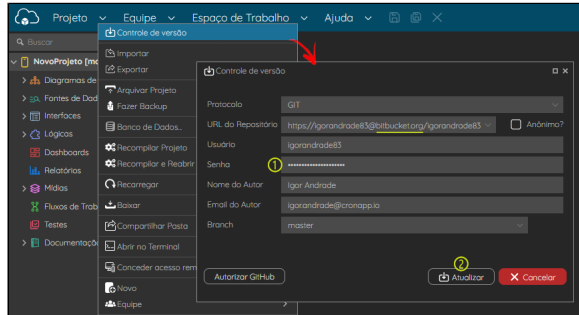 Projeto Equipe Espaço de Trabalho Ajuda
Buscar
NovoProjeto [mo
Diagramas de
Fontes de Dad
Interfaces
Lógicas
Dashboards
Relatórios
Mídias
Fluxos de Trab
Testes
Documentaçã
Controle de versão
Importar
Exportar
Arquivar Projeto
Fazer Backup
Banco de Dados..
Recompilar Projeto
Recompilar e Reabrir
Recarregar
Baixar
Compartilhar Pasta
Abrir no Terminal
Conceder acesso rem
Novo
Equipe
Controle de versão
Protocolo GIT
URL do Repositório https://igorandrade83@bitbucket.org/igorandrade83 Anônimo?
Usuário igorandrade83
Senha 1 ••••••••••••••••••••
Nome do Autor Igor Andrade
Email do Autor igorandrade@cronapp.io
Branch master
2
Autorizar GitHub Atualizar Cancelar